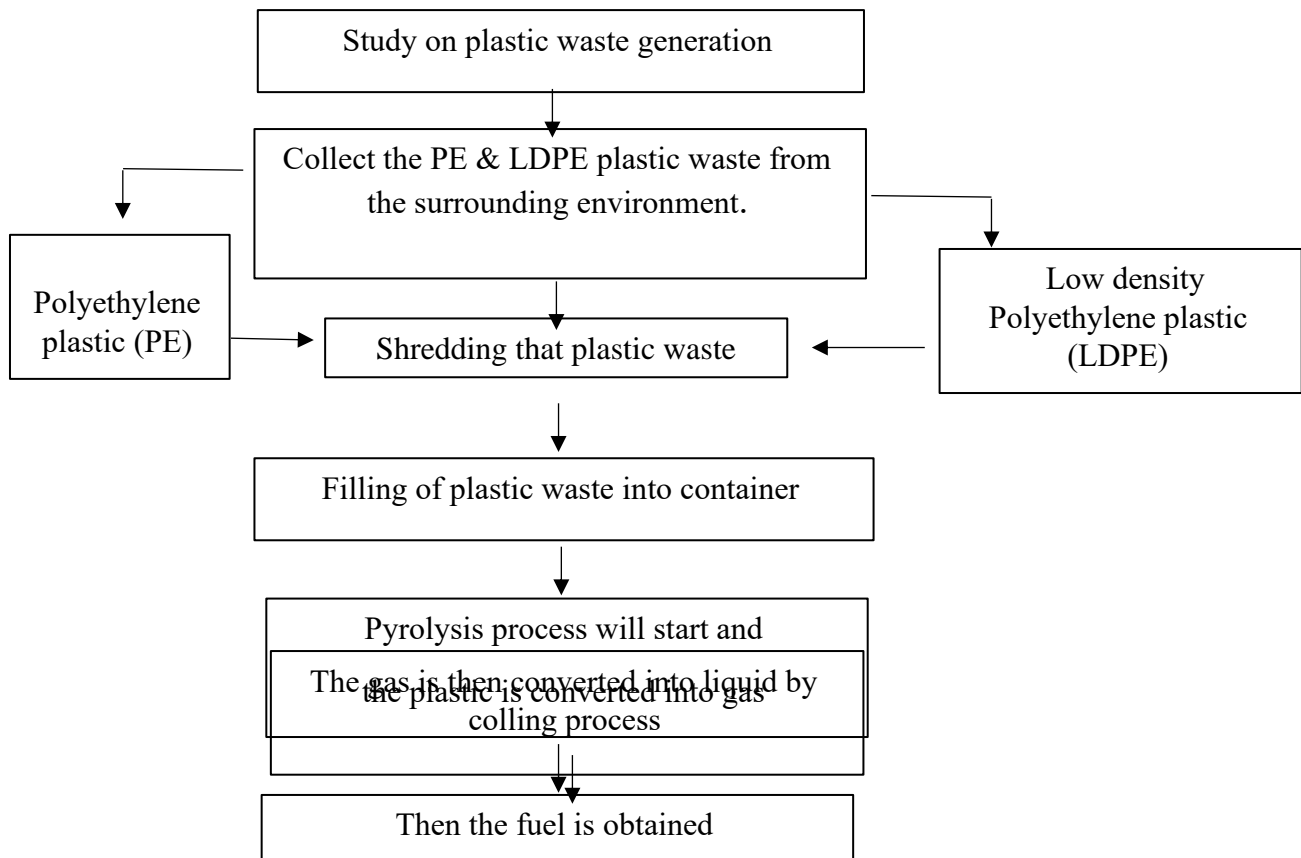 Study on plastic waste generation
Collect the PE & LDPE plastic waste from
the surrounding environment.
Polyethylene
plastic (PE)
Low density
Polyethylene plastic
(LDPE)
Shredding that plastic waste
Filling of plastic waste into container
Pyrolysis process will start and
the plastic is converted into gas
The gas is then converted into liquid by
colling process
Then the fuel is obtained